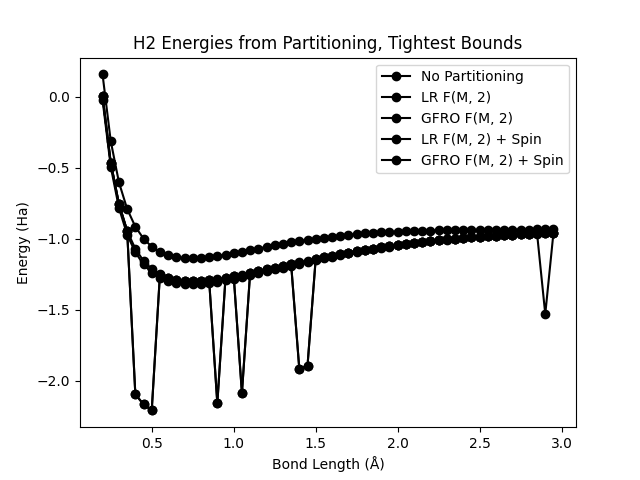 H2 Energies from Partitioning, Tightest Bounds
No Partitioning
LR F(M, 2)
GFRO F(M, 2)
LR F(M, 2) + Spin
GFRO F(M, 2) + Spin
Energy (Ha)
0.0
−0.5
−1.0
−1.5
−2.0
0.5 1.0 1.5 2.0 2.5 3.0
Bond Length (Å)